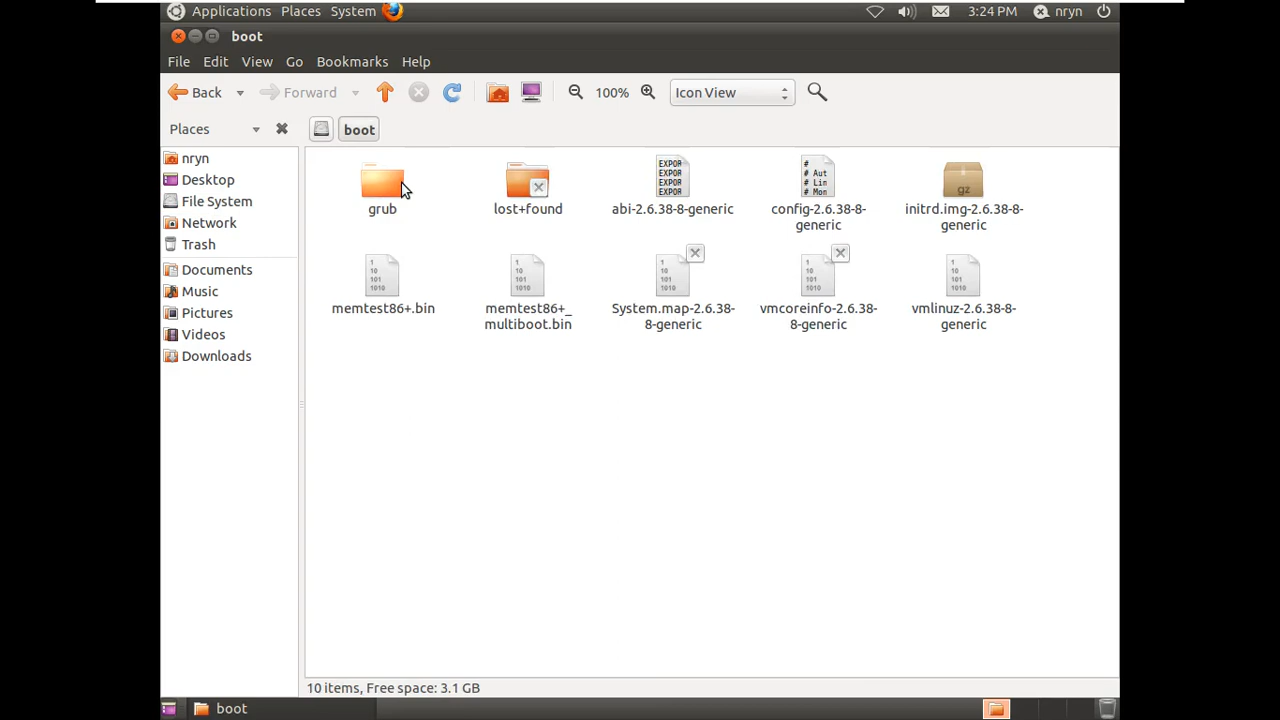 Applications Places System 3:24 PM nryn
boot
File Edit View Go Bookmarks Help
Back Forward 100% Icon View
Places boot
nryn
Desktop
File System
Network
Trash
Documents
Music
Pictures
Videos
Downloads
grub lost+found abi-2.6.38-8-generic config-2.6.38-8- initrd.img-2.6.38-8-
generic generic
memtest86+.bin memtest86+_ System.map-2.6.38- vmcoreinfo-2.6.38- vmlinuz-2.6.38-8-
multiboot.bin 8-generic 8-generic generic
10 items, Free space: 3.1 GB
boot